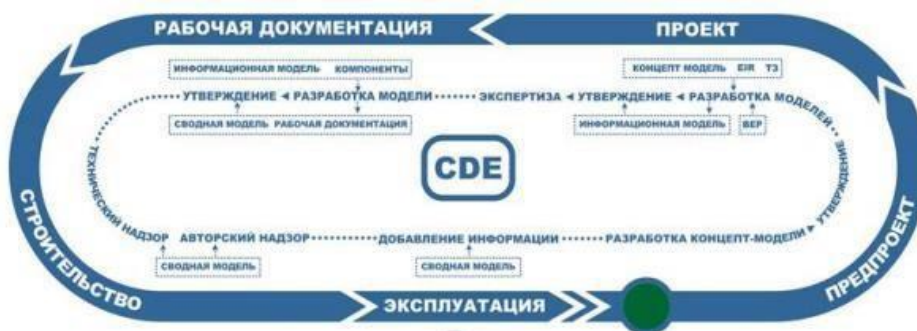 РАБОЧАЯ ДОКУМЕНТАЦИЯ
ПРОЕКТ
ИНФОРМАЦИОННАЯ МОДЕЛЬ КОМПОНЕНТЫ
КОНЦЕПТ МОДЕЛЬ EIR ТЗ
УТВЕРЖДЕНИЕ ◄ РАЗРАБОТКА МОДЕЛИ
ЭКСПЕРТИЗА ◄ УТВЕРЖДЕНИЕ ◄ РАЗРАБОТКА МОДЕЛЕЙ
СВОДНАЯ МОДЕЛЬ РАБОЧАЯ ДОКУМЕНТАЦИЯ
ИНФОРМАЦИОННАЯ МОДЕЛЬ
BEP
CDE
ТЕХНИЧЕСКИЙ НАДЗОР
АВТОРСКИЙ НАДЗОР
ДОБАВЛЕНИЕ ИНФОРМАЦИИ
РАЗРАБОТКА КОНЦЕПТ-МОДЕЛИ ► УТВЕРЖДЕНИЕ
СВОДНАЯ МОДЕЛЬ
СВОДНАЯ МОДЕЛЬ
СТРОИТЕЛЬСТВО
ЭКСПЛУАТАЦИЯ
ПРЕДПРОЕКТ